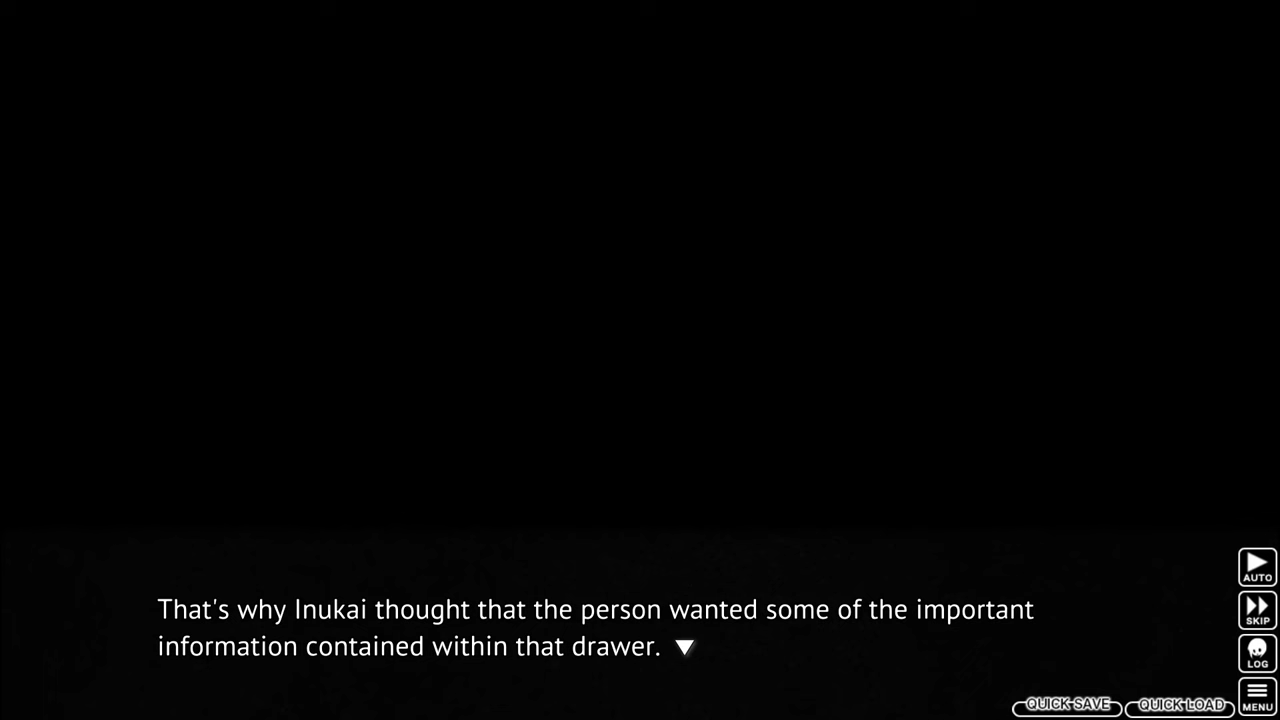 That's why Inukai thought that the person wanted some of the important
information contained within that drawer.
AUTO
SKIP
LOG
MENU
QUICK SAVE QUICK LOAD